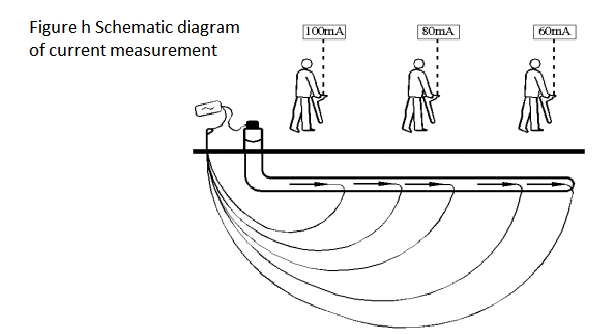 Figure h Schematic diagram
of current measurement
100mA
80mA
60mA